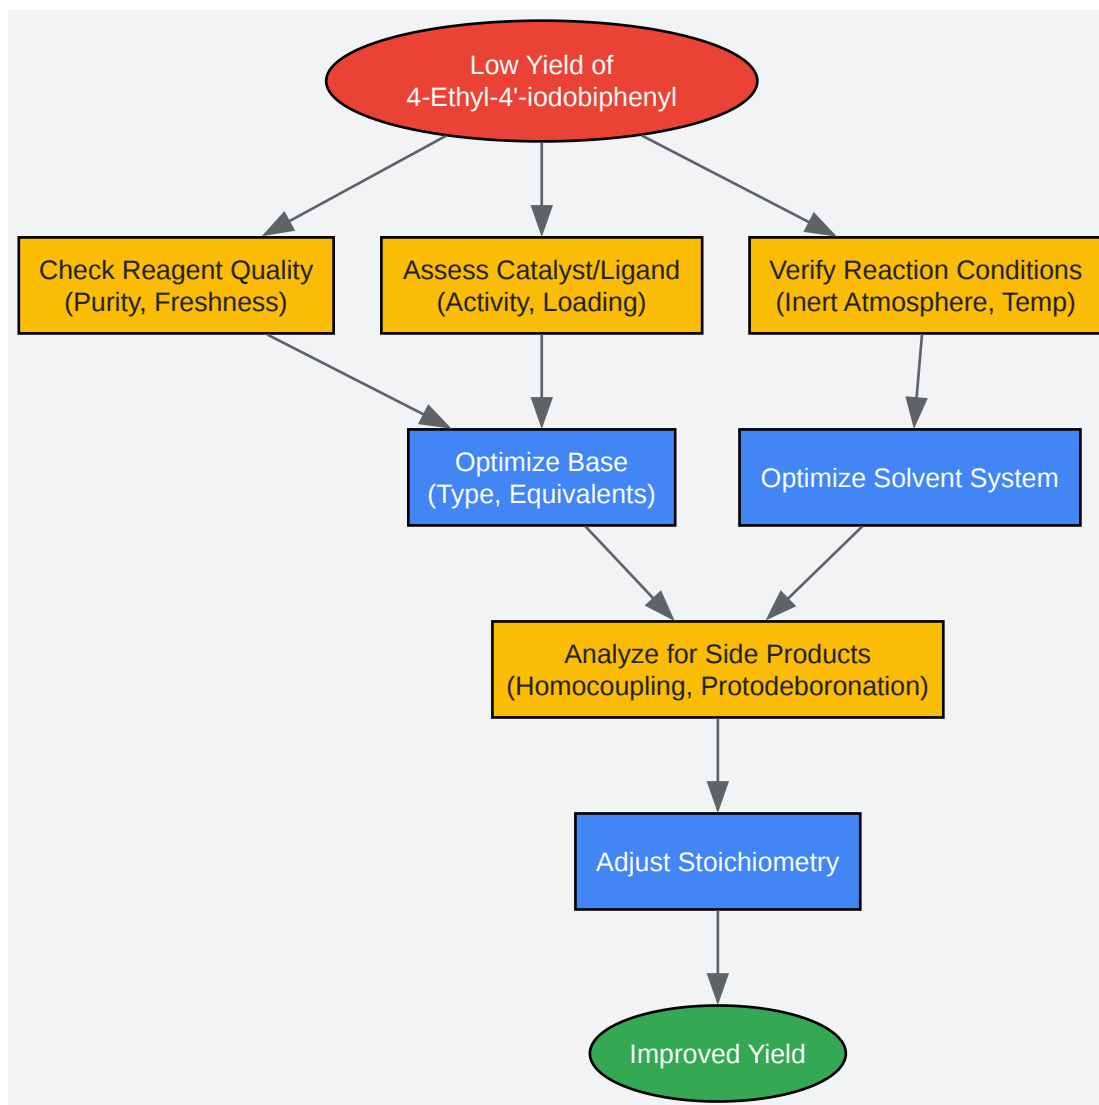 Low Yield of
4-Ethyl-4'-iodobiphenyl
Check Reagent Quality
(Purity, Freshness)
Assess Catalyst/Ligand
(Activity, Loading)
Verify Reaction Conditions
(Inert Atmosphere, Temp)
Optimize Base
(Type, Equivalents)
Optimize Solvent System
Analyze for Side Products
(Homocoupling, Protodeboronation)
Adjust Stoichiometry
Improved Yield